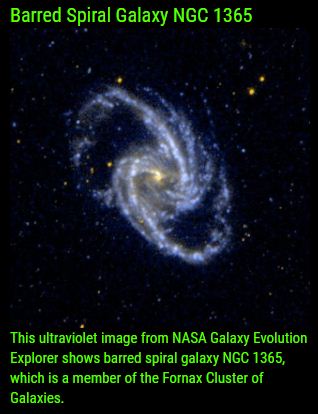 Barred Spiral Galaxy NGC 1365
This ultraviolet image from NASA Galaxy Evolution
Explorer shows barred spiral galaxy NGC 1365,
which is a member of the Fornax Cluster of
Galaxies.